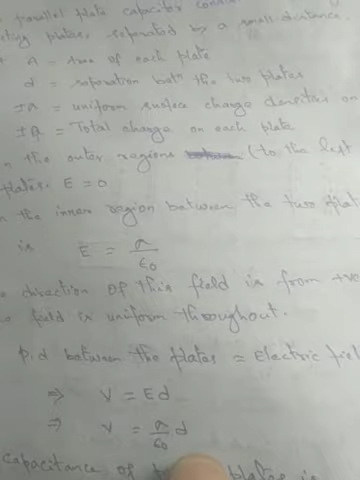 parallel plate capacitor
cting plates, separated by a small distance.
A = Area of each plate
d = separation betn the two plates
± σ = uniform surface charge densities on
± Q = Total charge on each plate
the outer regions (to the left
plates. E = 0
the inner region between the two plat
is E = σ/ε0
direction of this field is from +ve
field is uniform throughout.
p.d between the plates = Electric fiel
⇒ V = Ed
⇒ V = σ/ε0 d
capacitance of